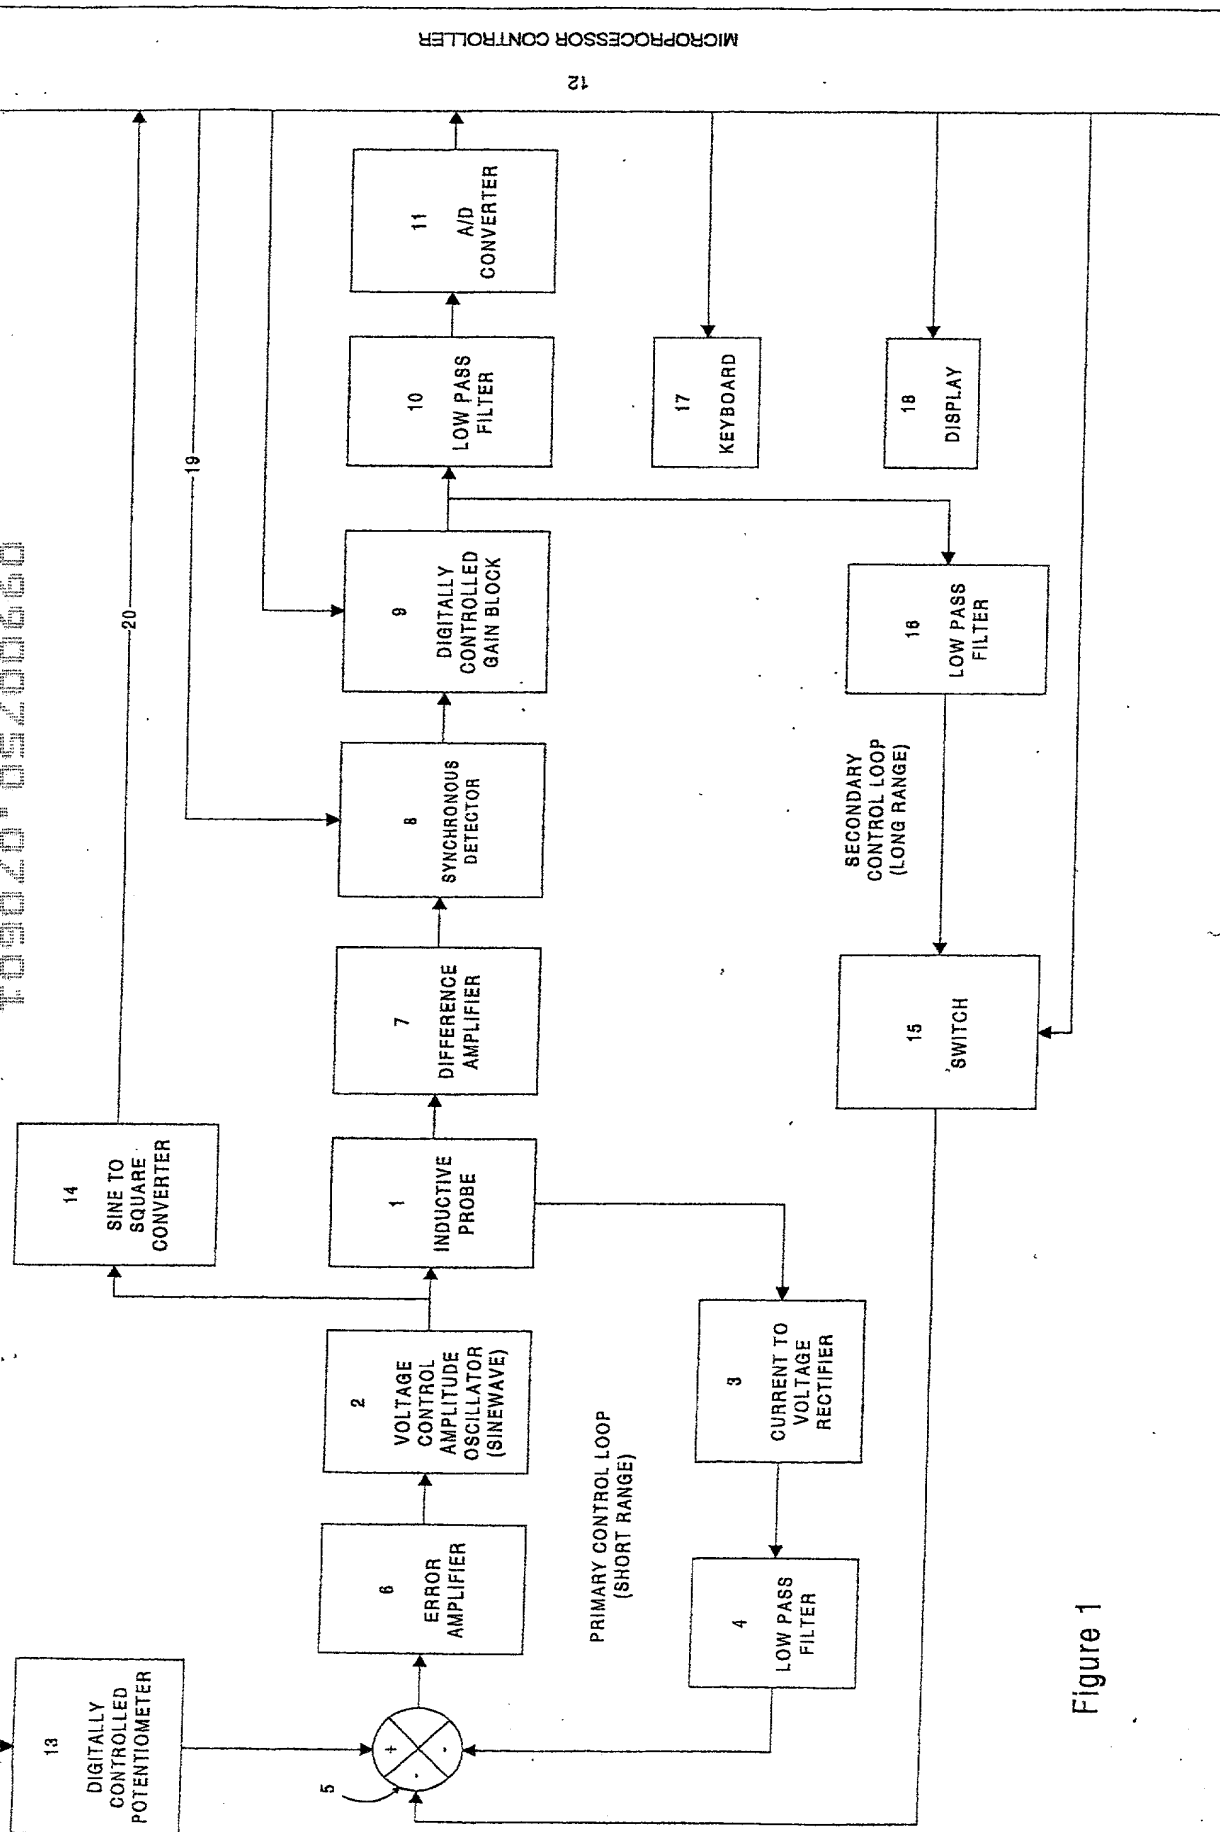 MICROPROCESSOR CONTROLLER
12
20
19
13
DIGITALLY
CONTROLLED
POTENTIOMETER
14
SINE TO
SQUARE
CONVERTER
5
+
-
-
6
ERROR
AMPLIFIER
2
VOLTAGE
CONTROL
AMPLITUDE
OSCILLATOR
(SINEWAVE)
1
INDUCTIVE
PROBE
7
DIFFERENCE
AMPLIFIER
8
SYNCHRONOUS
DETECTOR
9
DIGITALLY
CONTROLLED
GAIN BLOCK
10
LOW PASS
FILTER
11
A/D
CONVERTER
PRIMARY CONTROL LOOP
(SHORT RANGE)
4
LOW PASS
FILTER
3
CURRENT TO
VOLTAGE
RECTIFIER
17
KEYBOARD
18
DISPLAY
SECONDARY
CONTROL LOOP
(LONG RANGE)
15
SWITCH
16
LOW PASS
FILTER
Figure 1